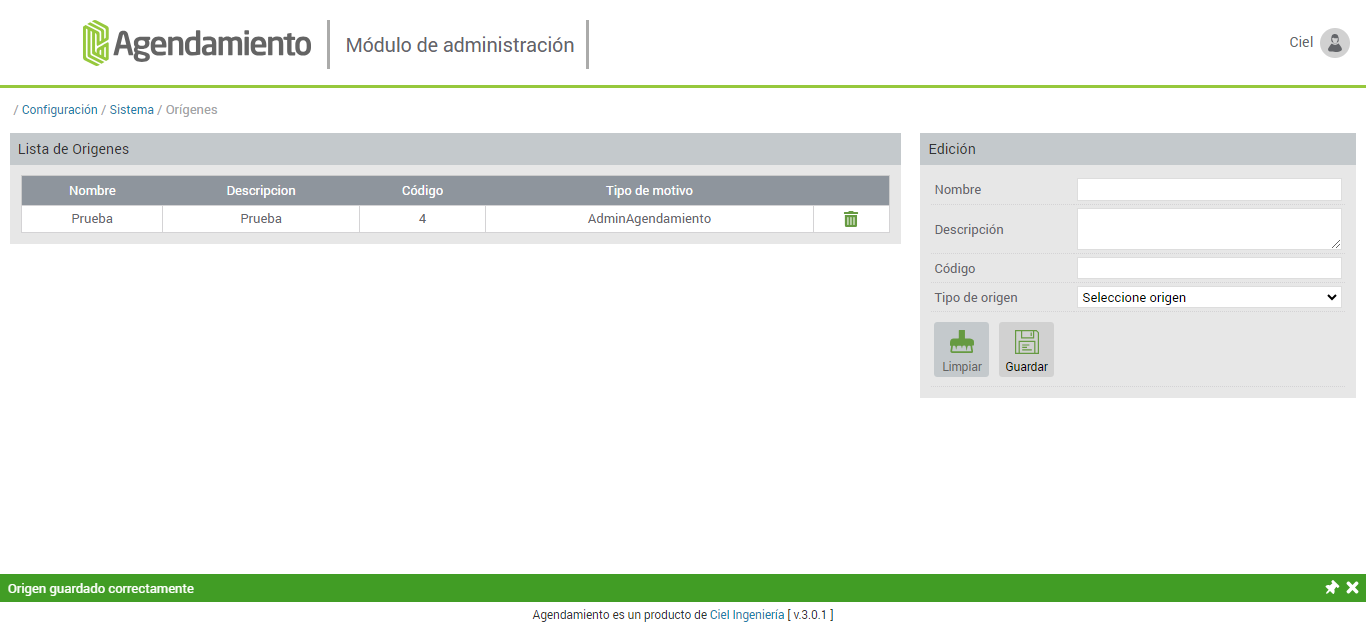 Agendamiento
Módulo de administración
Ciel
/ Configuración / Sistema / Orígenes
Lista de Origenes
Nombre Descripcion Código Tipo de motivo
Prueba Prueba 4 AdminAgendamiento
Edición
Nombre
Descripción
Código
Tipo de origen Seleccione origen
Limpiar Guardar
Origen guardado correctamente
Agendamiento es un producto de Ciel Ingeniería [ v.3.0.1 ]